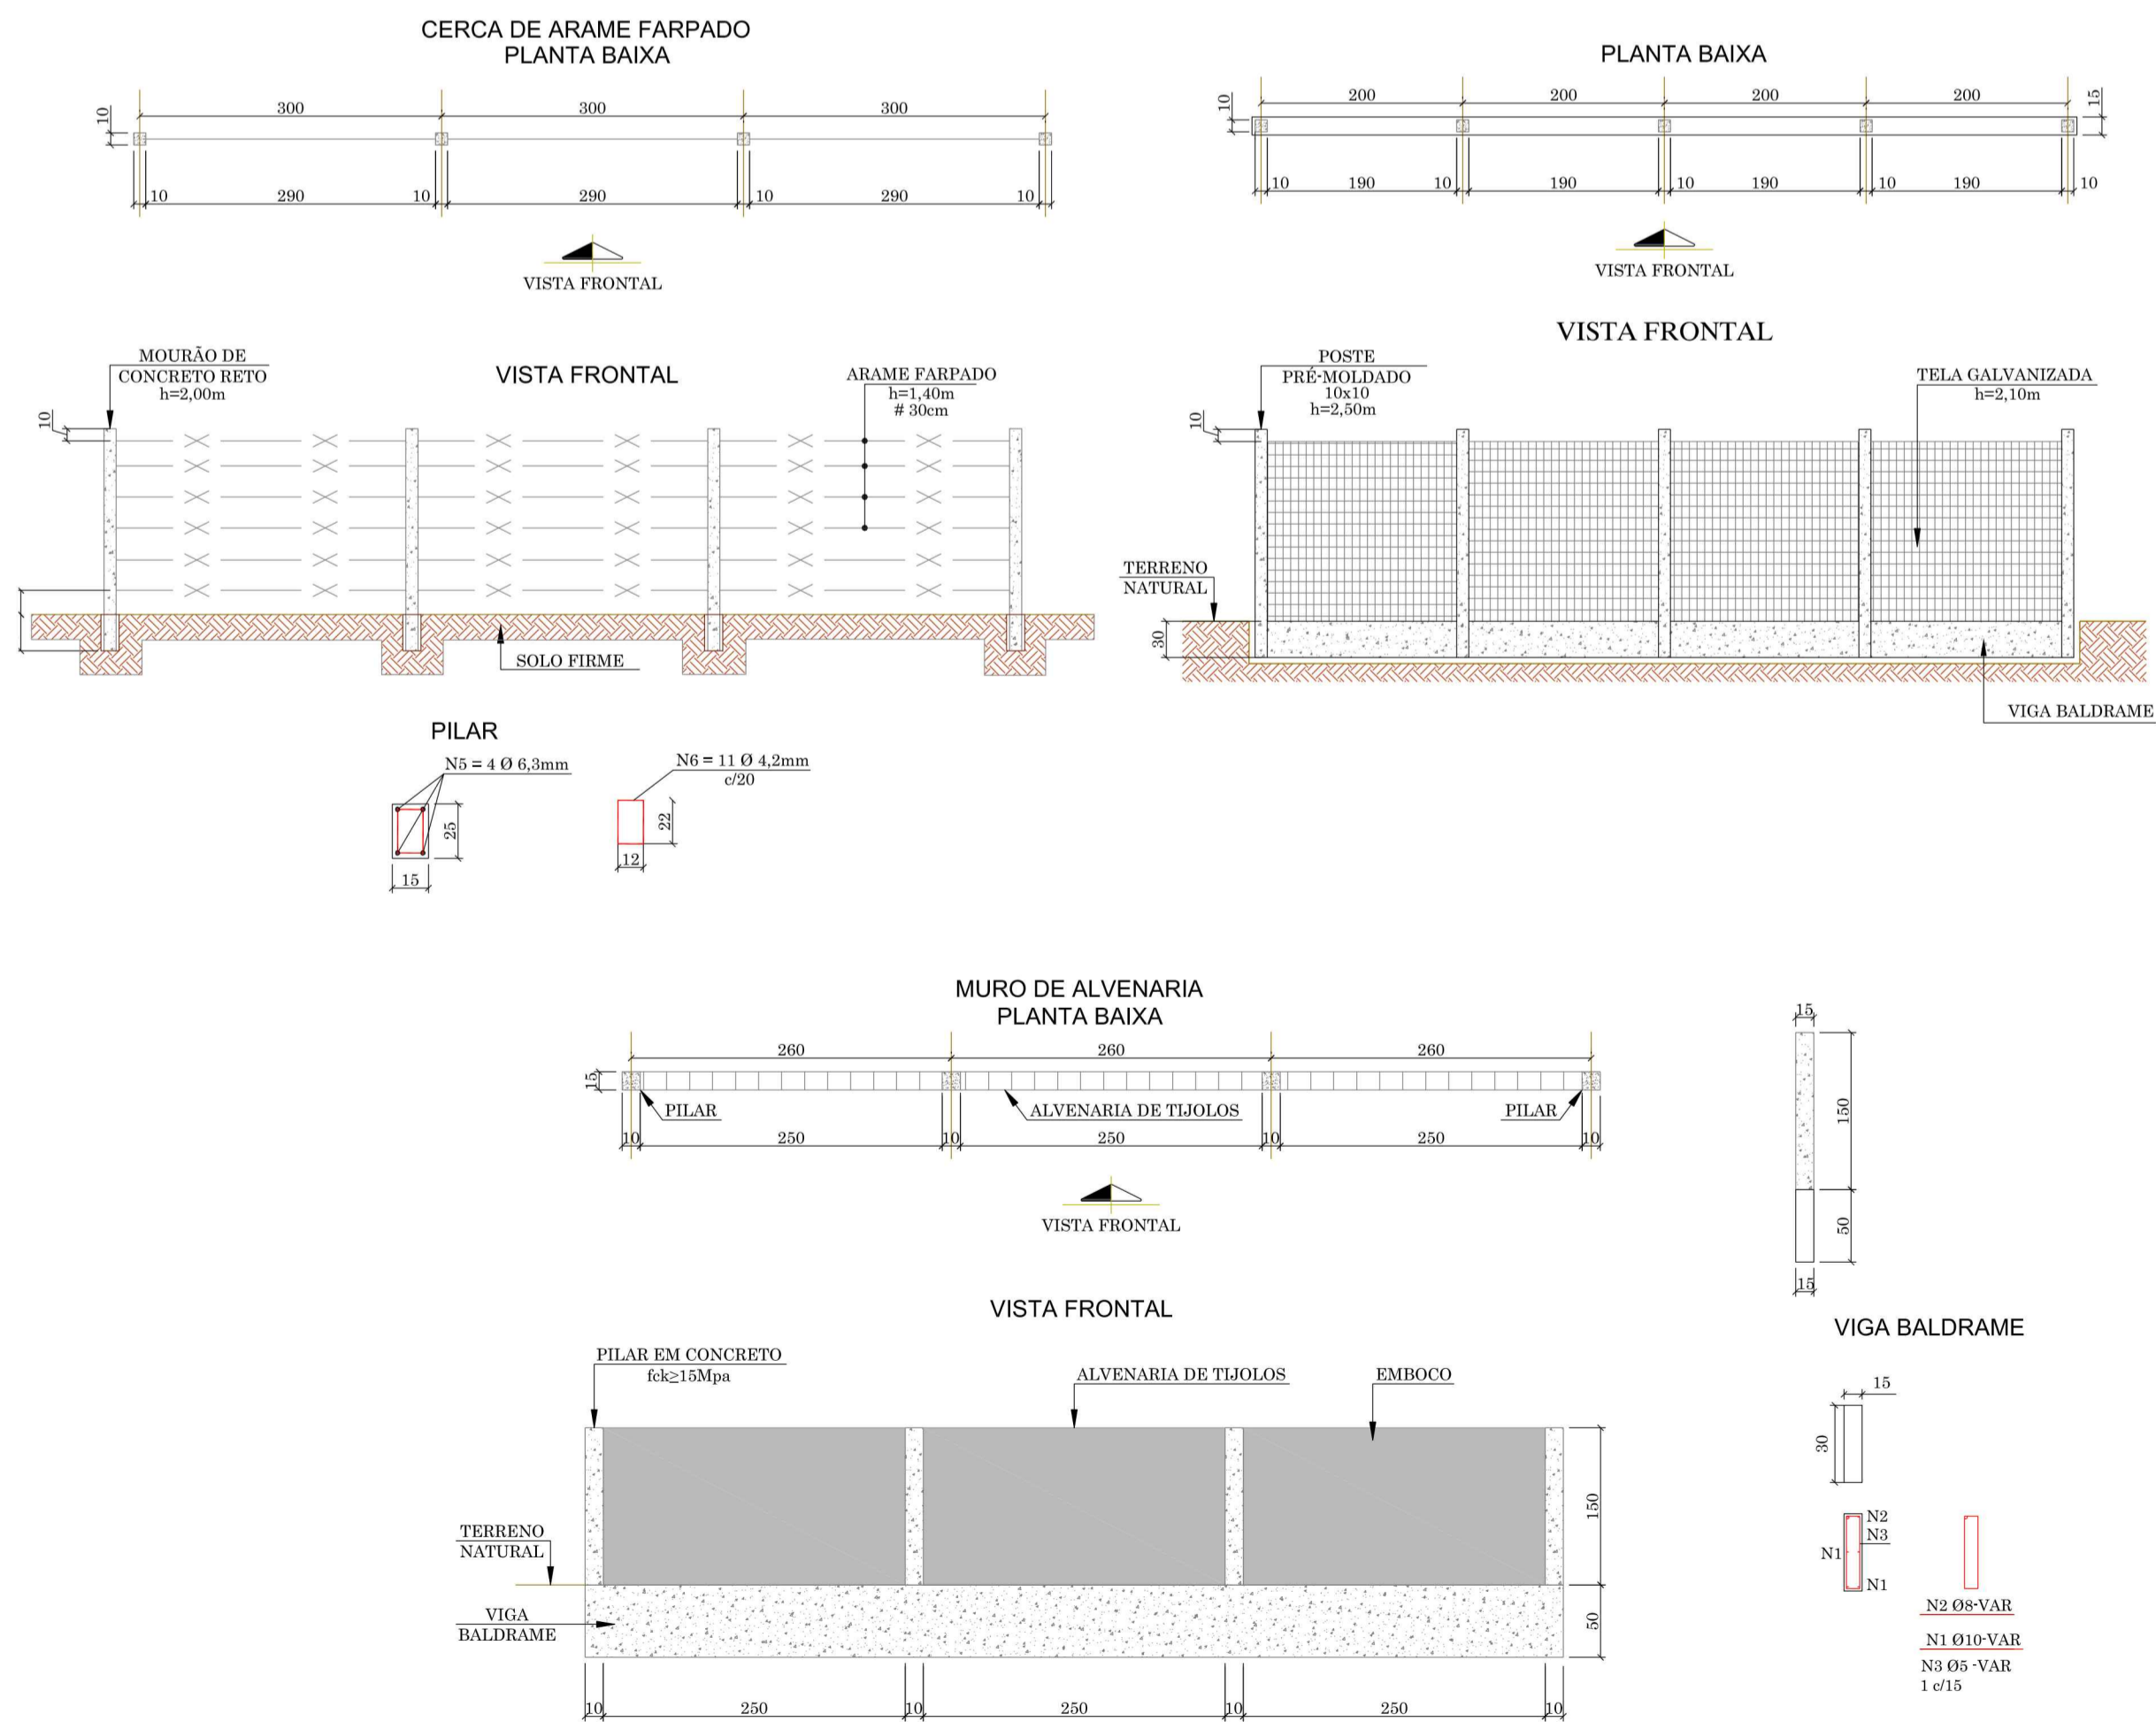 CERCA DE ARAME FARPADO
PLANTA BAIXA
10
300
300
300
10
290
10
290
10
290
10
VISTA FRONTAL
PLANTA BAIXA
10
200
200
200
200
15
10
190
10
190
10
190
10
190
10
VISTA FRONTAL
MOURÃO DE
CONCRETO RETO
h=2,00m
VISTA FRONTAL
ARAME FARPADO
h=1,40m
# 30cm
10
SOLO FIRME
VISTA FRONTAL
POSTE
PRÉ-MOLDADO
10x10
h=2,50m
TELA GALVANIZADA
h=2,10m
10
TERRENO
NATURAL
30
VIGA BALDRAME
PILAR
N5 = 4 Ø 6,3mm
25
15
N6 = 11 Ø 4,2mm
c/20
22
12
MURO DE ALVENARIA
PLANTA BAIXA
260
260
260
15
PILAR
ALVENARIA DE TIJOLOS
PILAR
10
250
10
250
10
250
10
VISTA FRONTAL
15
150
50
15
VISTA FRONTAL
PILAR EM CONCRETO
fck≥15Mpa
ALVENARIA DE TIJOLOS
EMBOCO
TERRENO
NATURAL
VIGA
BALDRAME
150
50
10
250
10
250
10
250
10
VIGA BALDRAME
15
30
N2
N3
N1
N1
N2 Ø8-VAR
N1 Ø10-VAR
N3 Ø5 -VAR
1 c/15